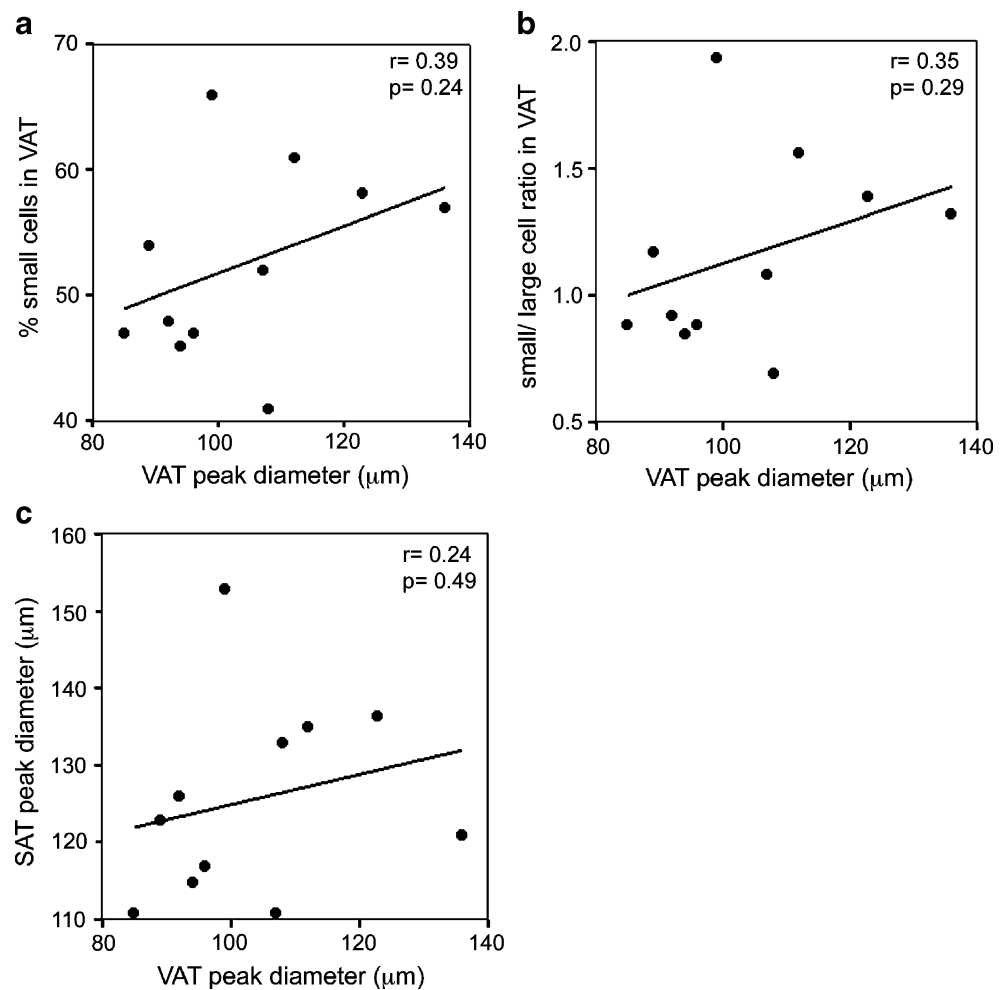 a
70
60
50
40
% small cells in VAT
r= 0.39
p= 0.24
80 100 120 140
VAT peak diameter (μm)
b
2.0
1.5
1.0
0.5
small/ large cell ratio in VAT
r= 0.35
p= 0.29
80 100 120 140
VAT peak diameter (μm)
c
160
150
140
130
120
110
SAT peak diameter (μm)
r= 0.24
p= 0.49
80 100 120 140
VAT peak diameter (μm)